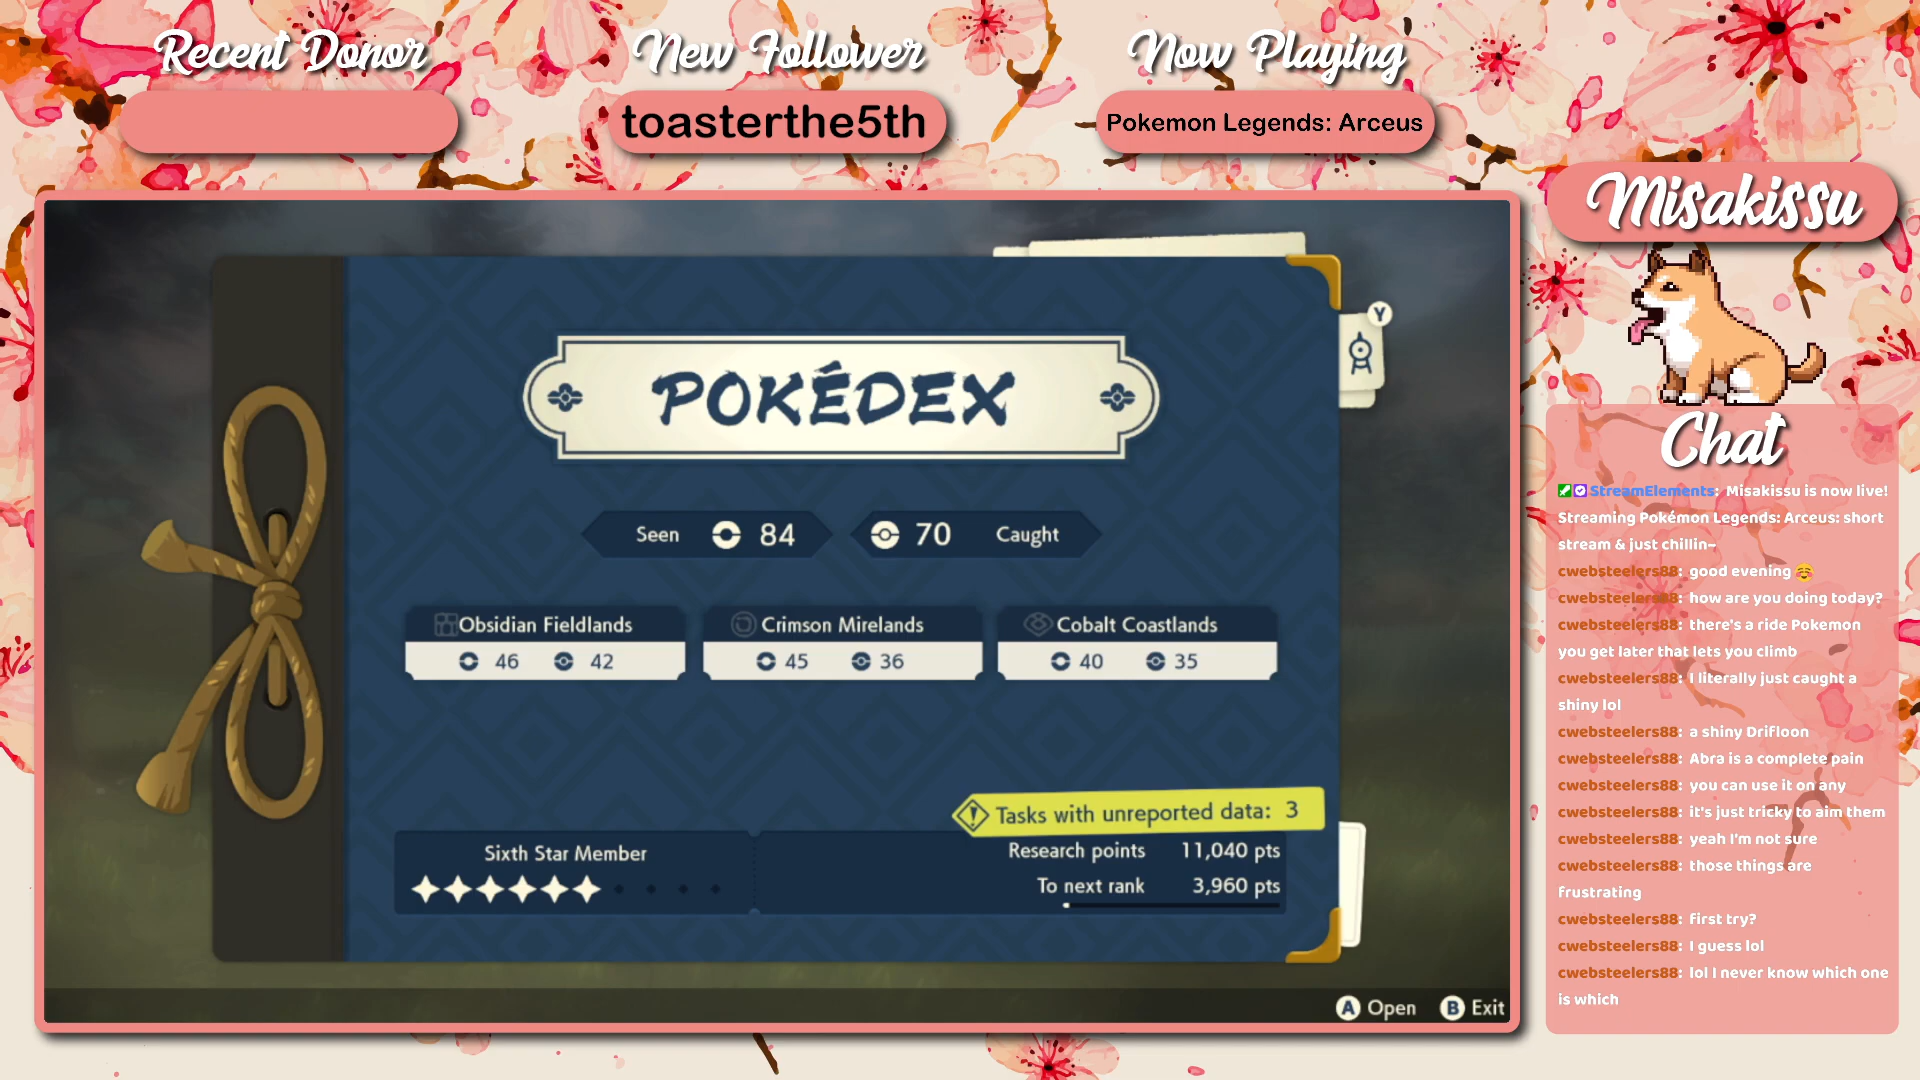 Recent Donor
New Follower
Now Playing
toasterthe5th
Pokemon Legends: Arceus
Misakissu
Y
POKÉDEX
Seen 84
70 Caught
Obsidian Fieldlands
46 42
Crimson Mirelands
45 36
Cobalt Coastlands
40 35
Tasks with unreported data: 3
Sixth Star Member
Research points 11,040 pts
To next rank 3,960 pts
A Open B Exit
Chat
StreamElements: Misakissu is now live!
Streaming Pokémon Legends: Arceus: short
stream & just chillin~
cwebsteelers88: good evening
cwebsteelers88: how are you doing today?
cwebsteelers88: there's a ride Pokemon
you get later that lets you climb
cwebsteelers88: I literally just caught a
shiny lol
cwebsteelers88: a shiny Drifloon
cwebsteelers88: Abra is a complete pain
cwebsteelers88: you can use it on any
cwebsteelers88: it's just tricky to aim them
cwebsteelers88: yeah I'm not sure
cwebsteelers88: those things are
frustrating
cwebsteelers88: first try?
cwebsteelers88: I guess lol
cwebsteelers88: lol I never know which one
is which